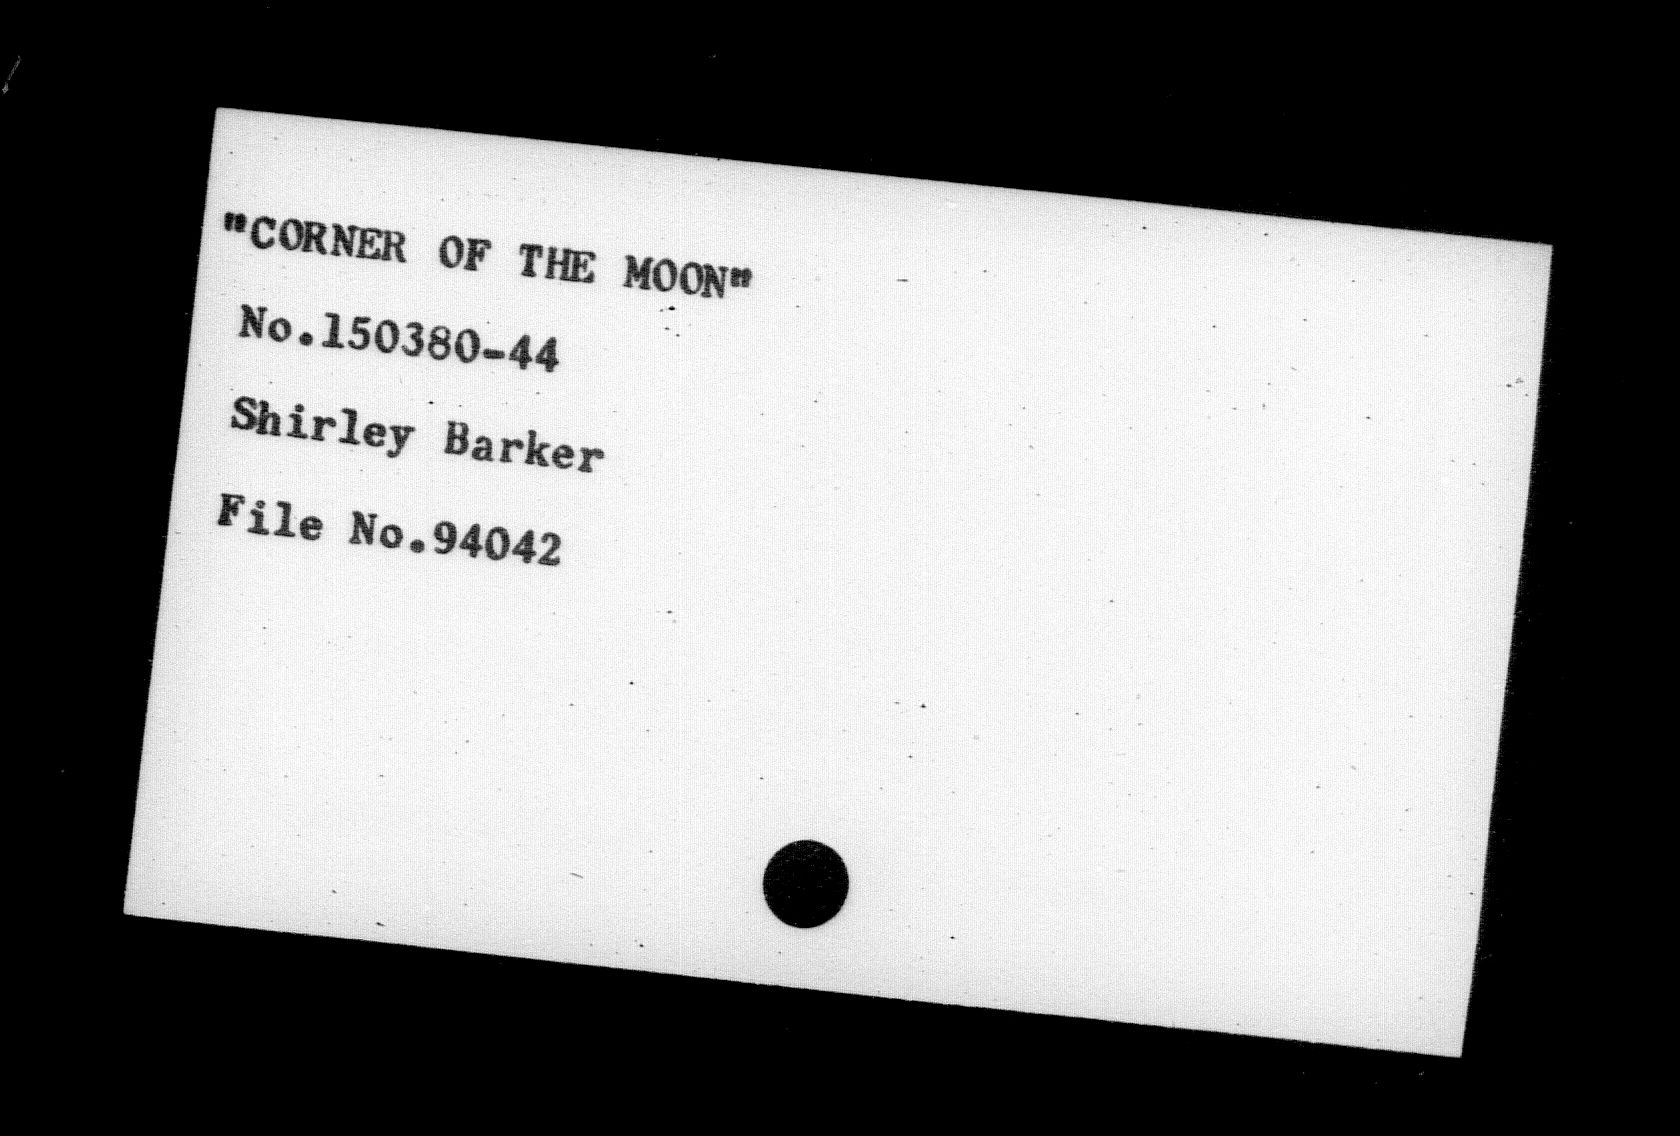 "CORNER OF THE MOON"
No.150380-44
Shirley Barker
File No.94042